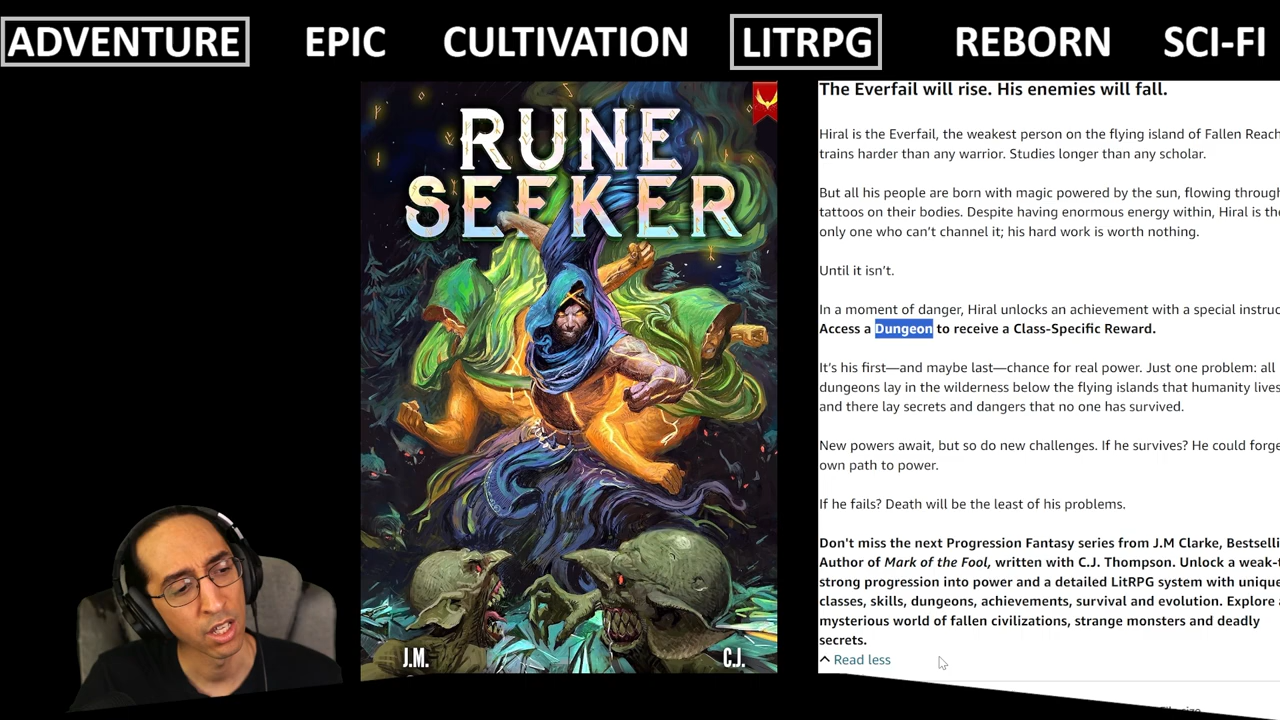 ADVENTURE EPIC CULTIVATION LITRPG REBORN SCI-FI
RUNE
SEEKER
J.M. C.J.
The Everfail will rise. His enemies will fall.
Hiral is the Everfail, the weakest person on the flying island of Fallen Reach
trains harder than any warrior. Studies longer than any scholar.
But all his people are born with magic powered by the sun, flowing through
tattoos on their bodies. Despite having enormous energy within, Hiral is the
only one who can't channel it; his hard work is worth nothing.
Until it isn't.
In a moment of danger, Hiral unlocks an achievement with a special
Access a Dungeon to receive a Class-Specific Reward.
It's his first—and maybe last—chance for real power. Just one problem: all
dungeons lay in the wilderness below the flying islands that humanity lives
and there lay secrets and dangers that no one has survived.
New powers await, but so do new challenges. If he survives? He could forge
own path to power.
If he fails? Death will be the least of his problems.
Don't miss the next Progression Fantasy series from J.M Clarke,
Author of Mark of the Fool, written with C.J. Thompson. Unlock a
strong progression into power and a detailed LitRPG system with unique
classes, skills, dungeons, achievements, survival and evolution. Explore
mysterious world of fallen civilizations, strange monsters and deadly
secrets.
Read less